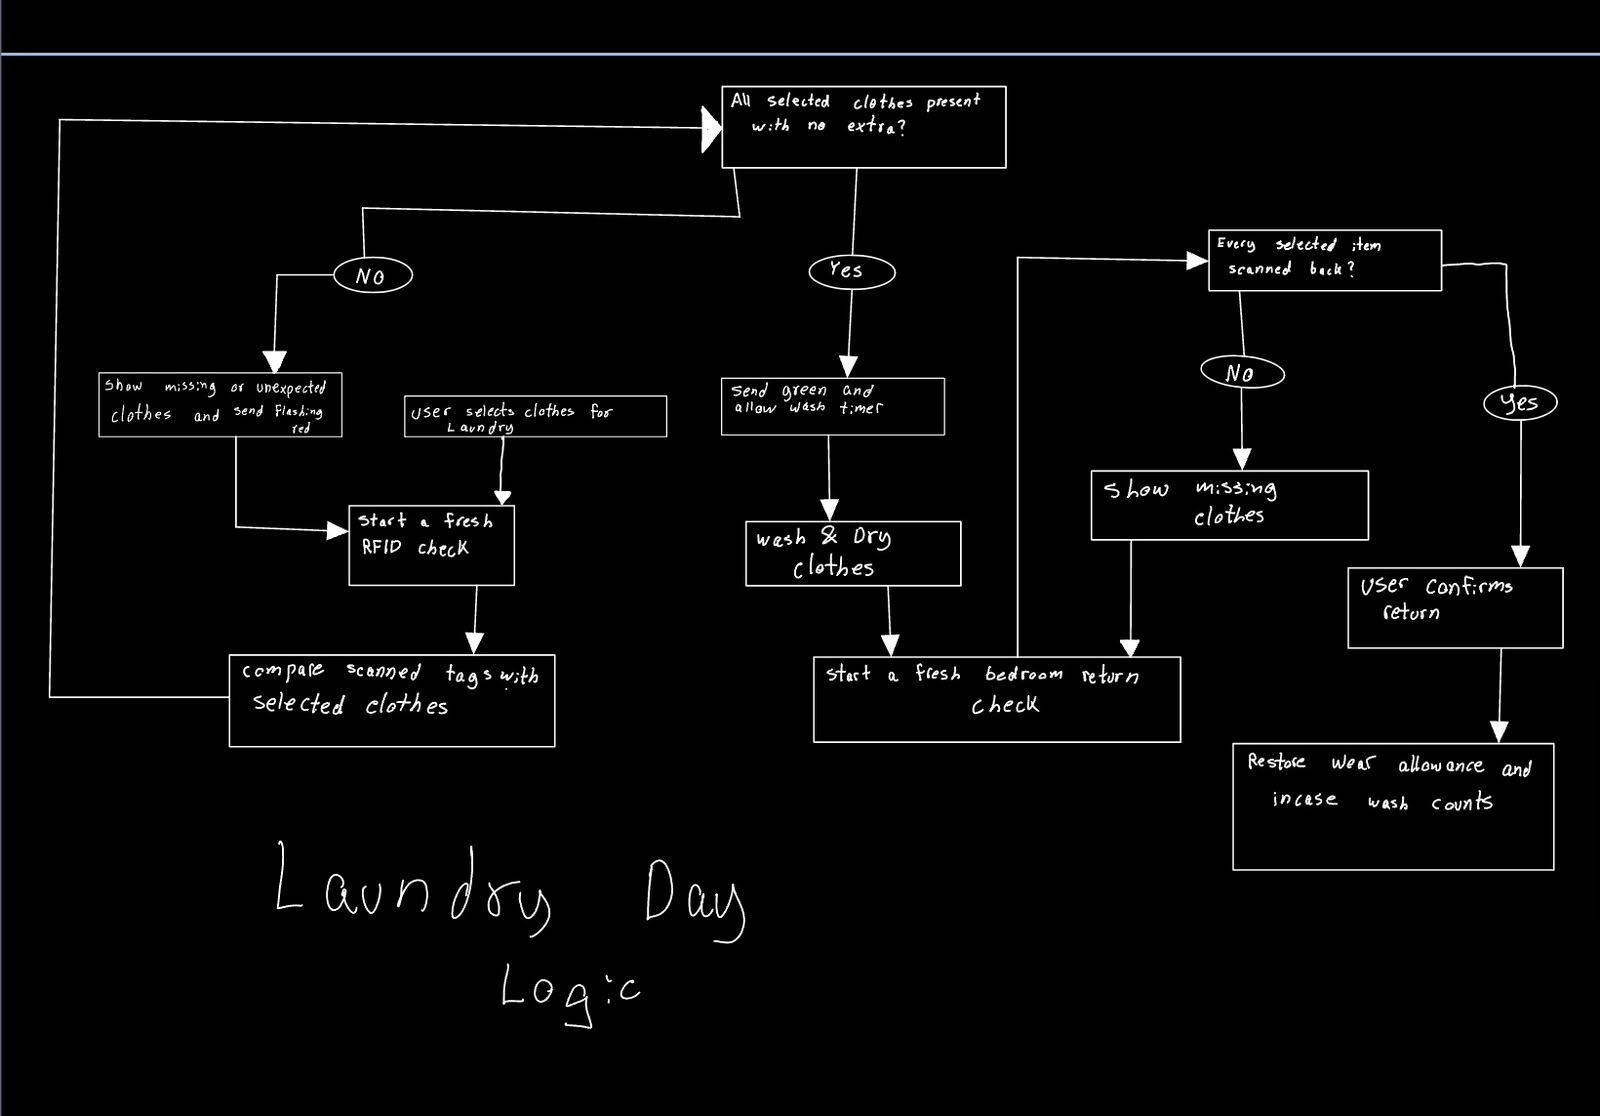 All selected clothes present
with no extra?
NO
Yes
Every selected item
scanned back?
NO
Yes
Show missing or unexpected
clothes and send Flashing
red
User selects clothes for
Laundry
Send green and
allow wash timer
Start a fresh
RFID check
wash & Dry
clothes
Show missing
clothes
User confirms
return
compare scanned tags with
selected clothes
Start a fresh bedroom return
check
Restore wear allowance and
incase wash counts
Laundry Day
Logic